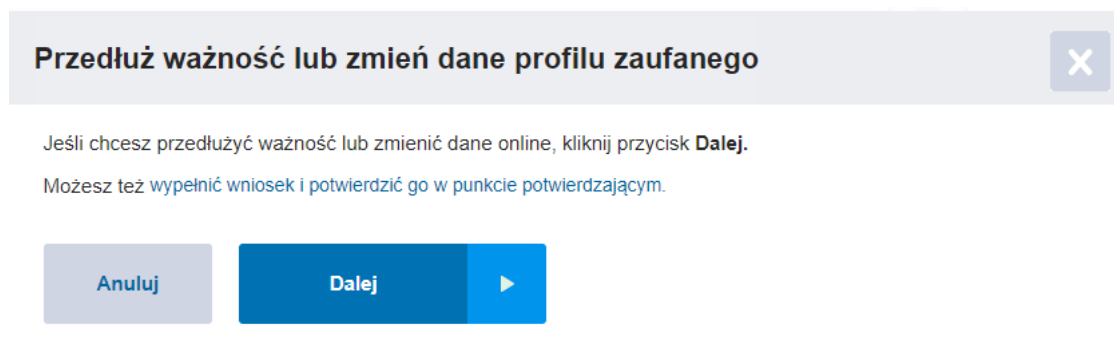 Przedłuż ważność lub zmień dane profilu zaufanego
Jeśli chcesz przedłużyć ważność lub zmienić dane online, kliknij przycisk Dalej.
Możesz też wypełnić wniosek i potwierdzić go w punkcie potwierdzającym.
Anuluj
Dalej